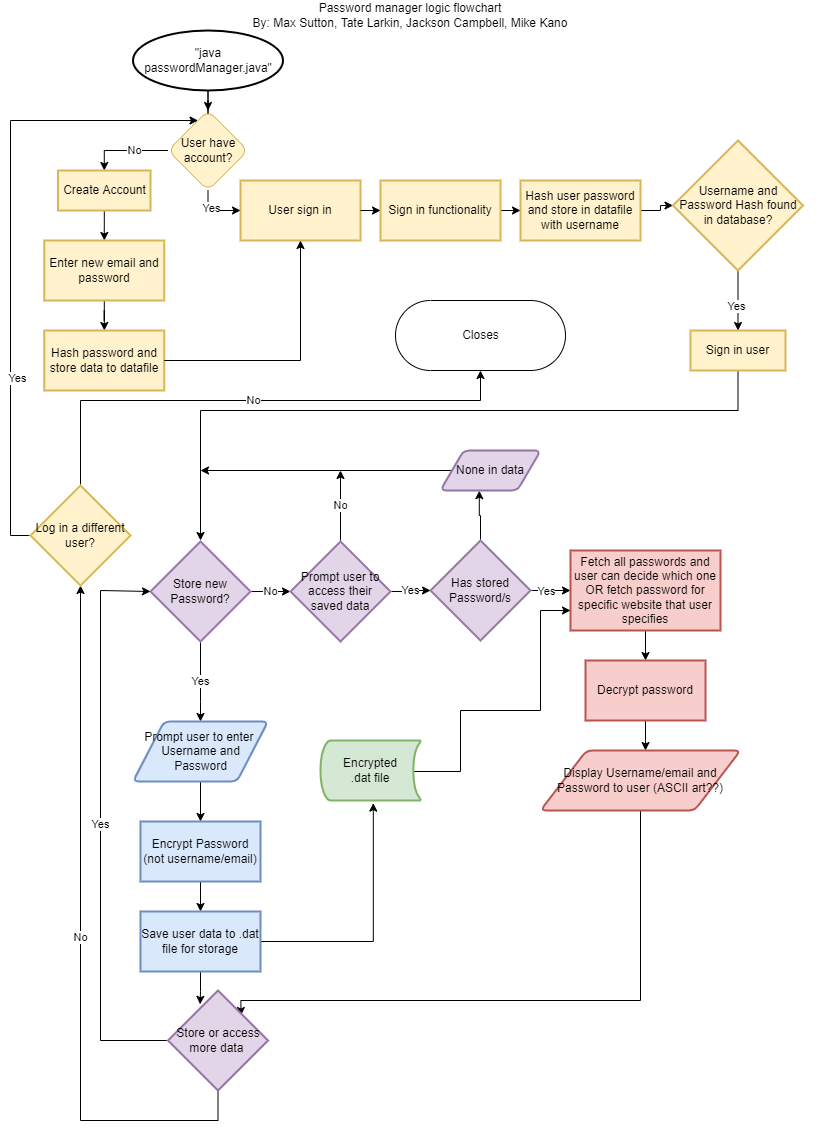 Password manager logic flowchart
By: Max Sutton, Tate Larkin, Jackson Campbell, Mike Kano
"java
passwordManager.java"
User have
account?
No
Yes
Create Account
User sign in
Sign in functionality
Hash user password
and store in datafile
with username
Username and
Password Hash found
in database?
Enter new email and
password
Yes
Hash password and
store data to datafile
Closes
Sign in user
Yes
No
None in data
No
Log in a different
user?
Store new
Password?
No
Prompt user to
access their
saved data
Yes
Has stored
Password/s
Yes
Fetch all passwords and
user can decide which one
OR fetch password for
specific website that user
specifies
Yes
Decrypt password
Prompt user to enter
Username and
Password
Encrypted
.dat file
Display Username/email and
Password to user (ASCII art??)
Yes
Encrypt Password
(not username/email)
No
Save user data to .dat
file for storage
Store or access
more data